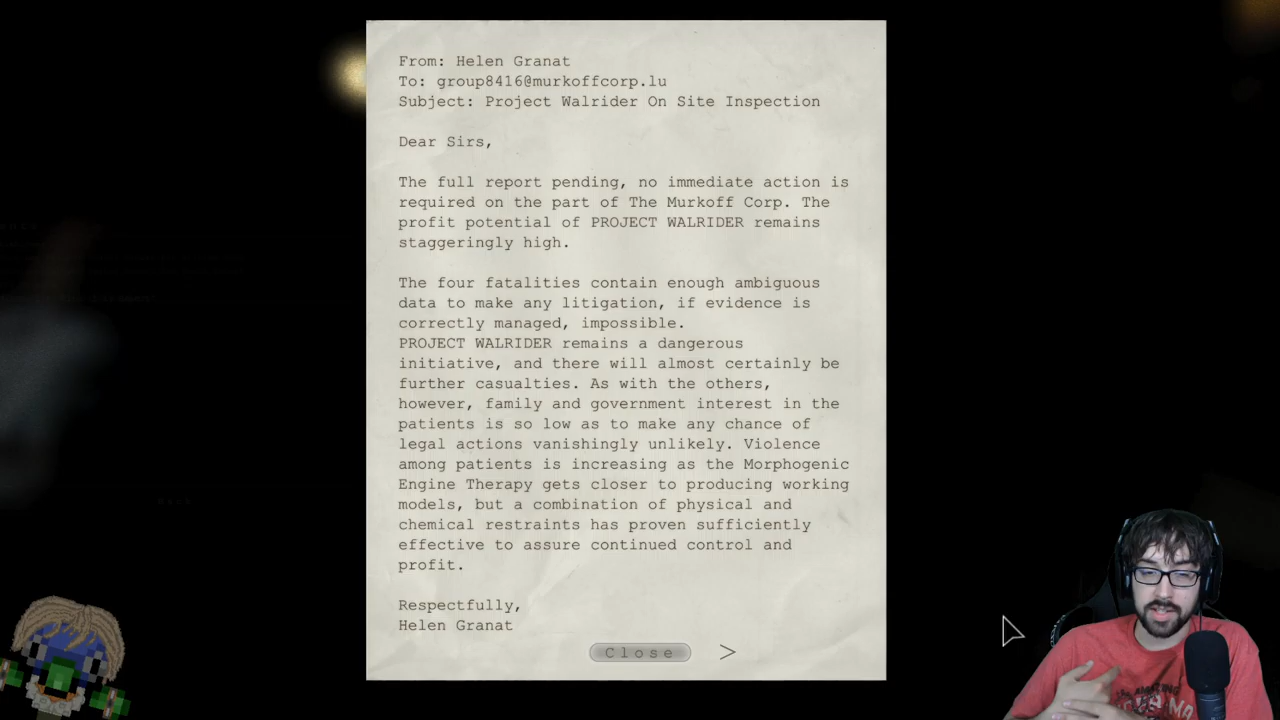 From: Helen Granat
To: group8416@murkoffcorp.lu
Subject: Project Walrider On Site Inspection
Dear Sirs,
The full report pending, no immediate action is
required on the part of The Murkoff Corp. The
profit potential of PROJECT WALRIDER remains
staggeringly high.
The four fatalities contain enough ambiguous
data to make any litigation, if evidence is
correctly managed, impossible.
PROJECT WALRIDER remains a dangerous
initiative, and there will almost certainly be
further casualties. As with the others,
however, family and government interest in the
patients is so low as to make any chance of
legal actions vanishingly unlikely. Violence
among patients is increasing as the Morphogenic
Engine Therapy gets closer to producing working
models, but a combination of physical and
chemical restraints has proven sufficiently
effective to assure continued control and
profit.
Respectfully,
Helen Granat
Close >